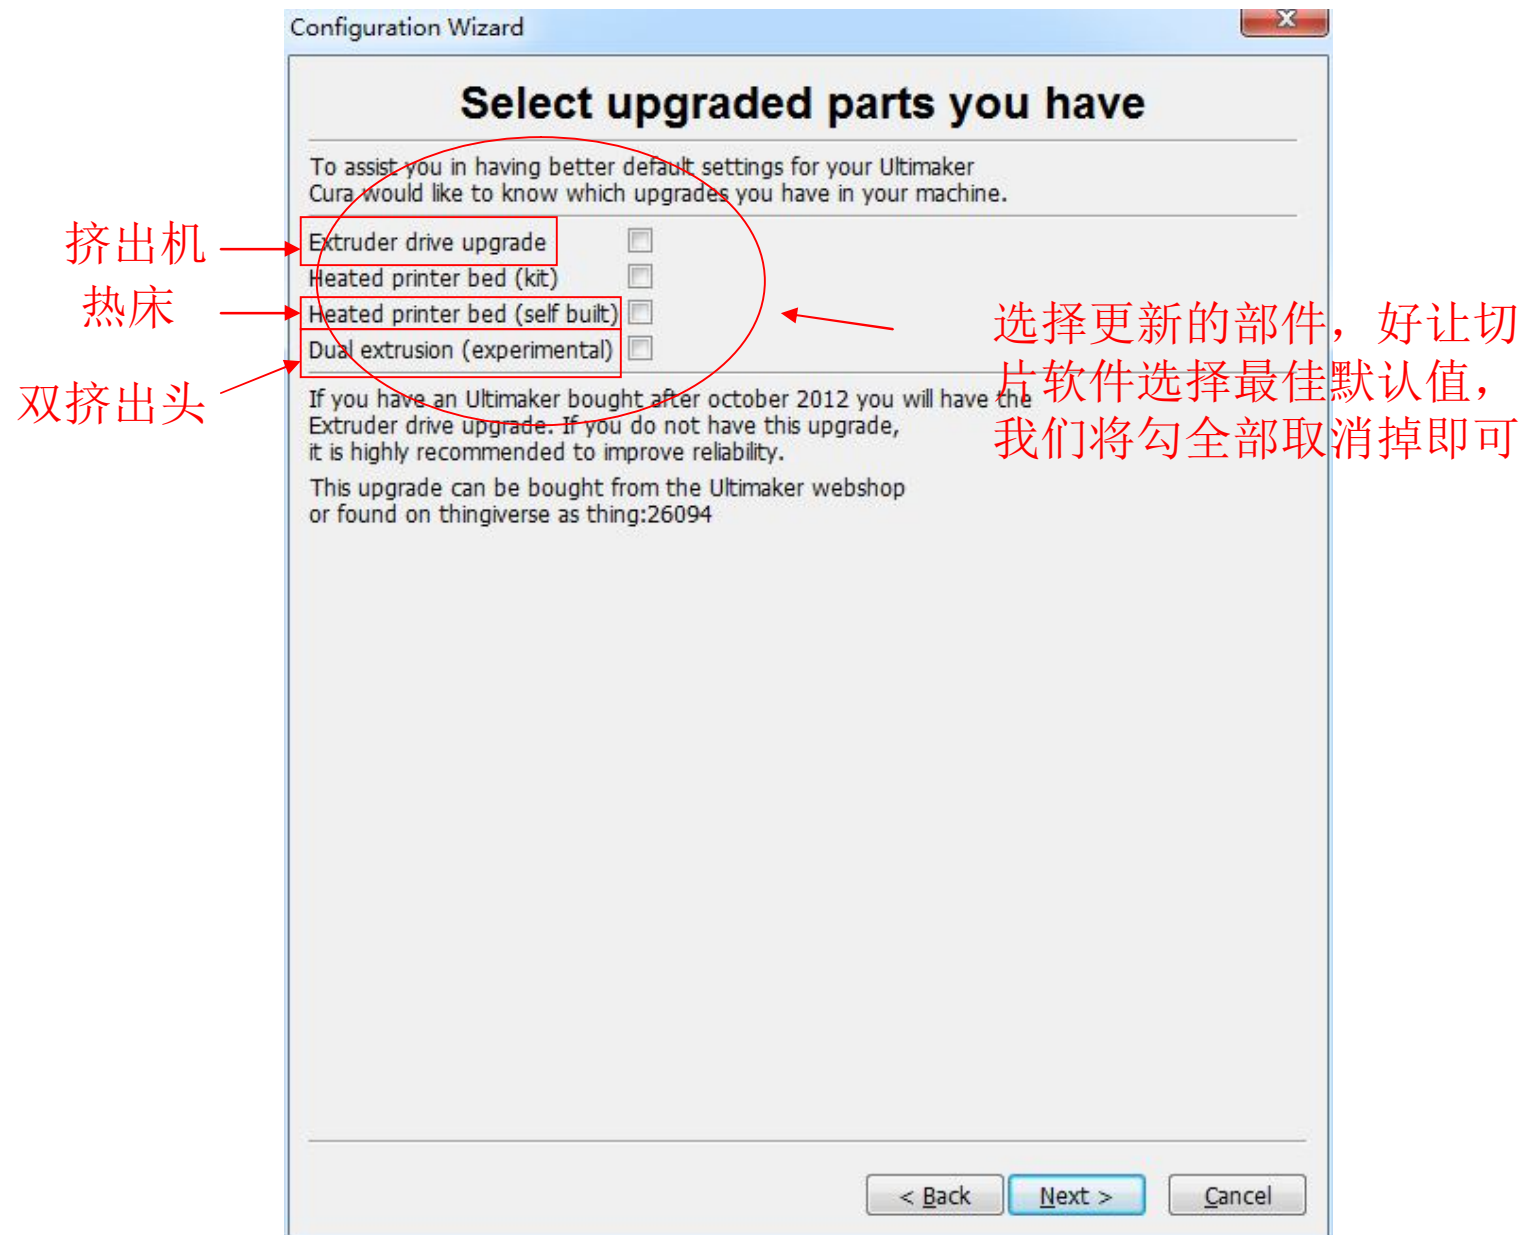 Configuration Wizard
x
Select upgraded parts you have
To assist you in having better default settings for your Ultimaker
Cura would like to know which upgrades you have in your machine.
挤出机
Extruder drive upgrade
Heated printer bed (kit)
热床
Heated printer bed (self built)
Dual extrusion (experimental)
双挤出头
选择更新的部件，好让切
片软件选择最佳默认值，
我们将勾全部取消掉即可
If you have an Ultimaker bought after october 2012 you will have the
Extruder drive upgrade. If you do not have this upgrade,
it is highly recommended to improve reliability.
This upgrade can be bought from the Ultimaker webshop
or found on thingiverse as thing:26094
< Back
Next >
Cancel